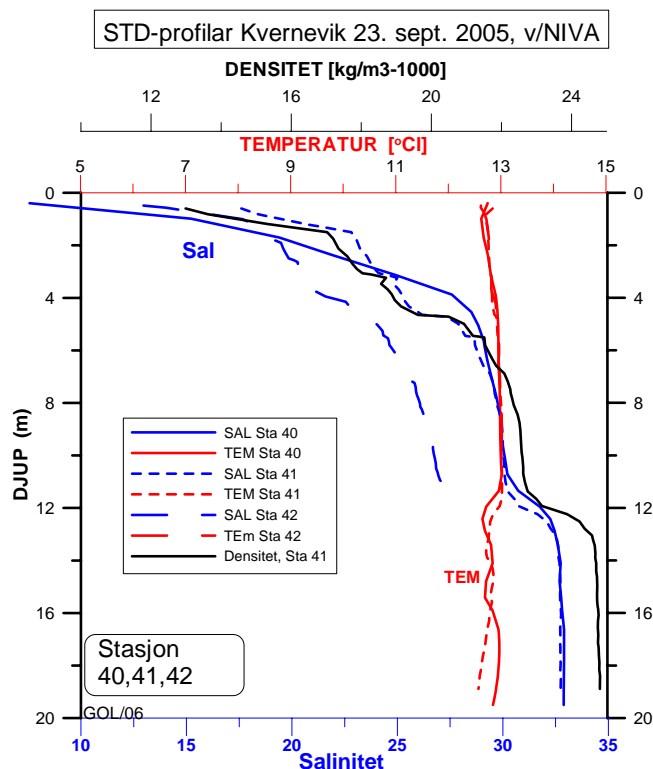 STD-profilar Kvernevik 23. sept. 2005, v/NIVA
DENSITET [kg/m3-1000]
12 16 20 24
TEMPERATUR [oCl]
5 7 9 11 13 15
0 0
Sal
4 4
8 8
DJUP (m)
SAL Sta 40
TEM Sta 40
SAL Sta 41
TEM Sta 41
SAL Sta 42
TEm Sta 42
Densitet, Sta 41
12 12
TEM
16 16
Stasjon
40,41,42
GOL/06
20 20
10 15 20 25 30 35
Salinitet